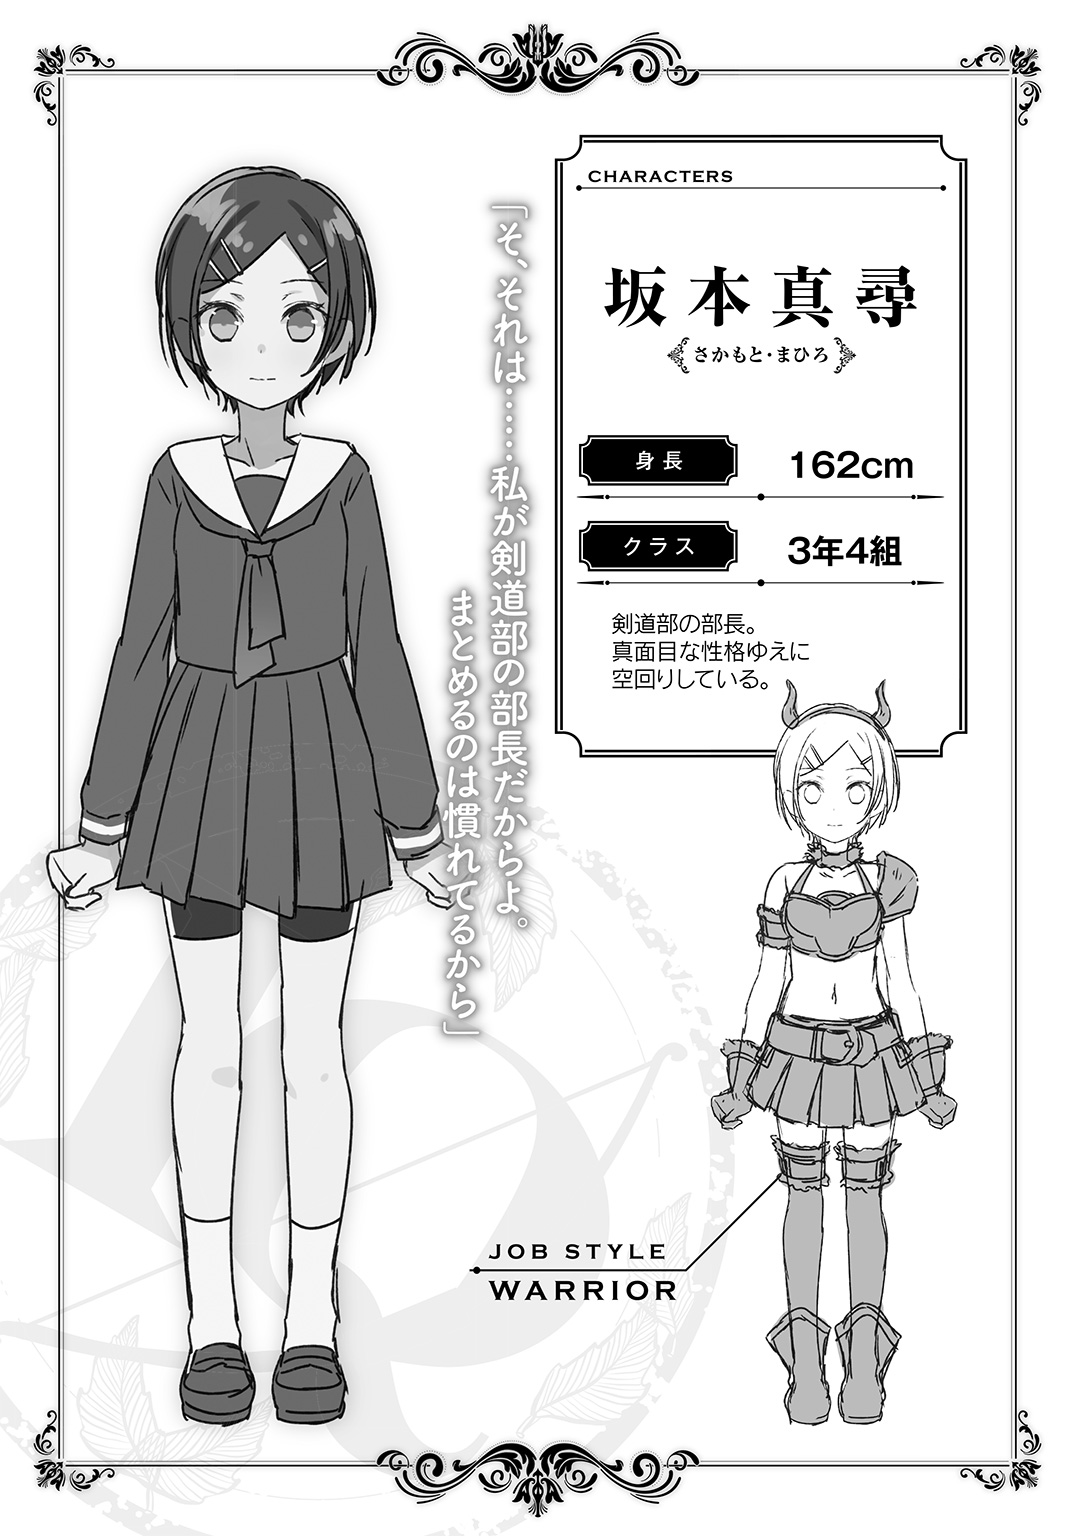 CHARACTERS
坂本真尋
さかもと・まひろ
身長
162cm
クラス
3年4組
剣道部の部長。
真面目な性格ゆえに
空回りしている。
「そ、それは……私が剣道部の部長だからよ。
まとめるのは慣れてるから」
JOB STYLE
WARRIOR